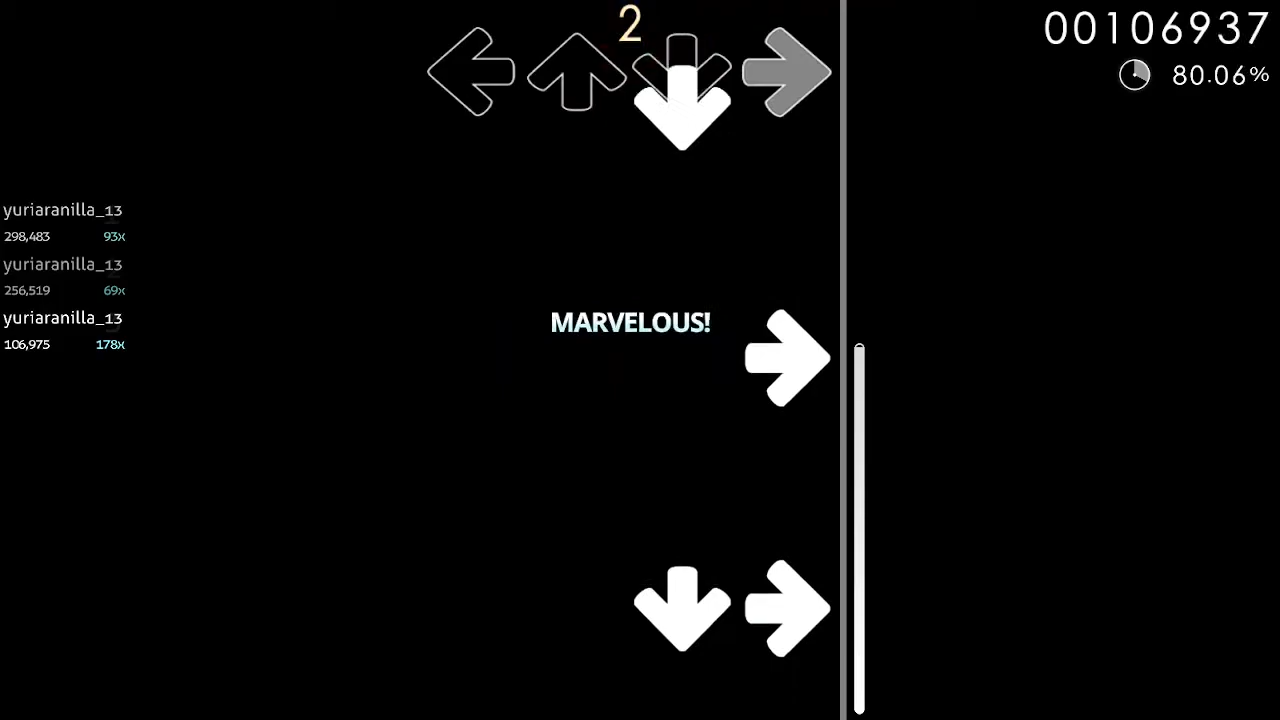 2
00106937
80.06%
yuriaranilla_13
298,483 93x
yuriaranilla_13
256,519 69x
yuriaranilla_13
106,975 178x
MARVELOUS!